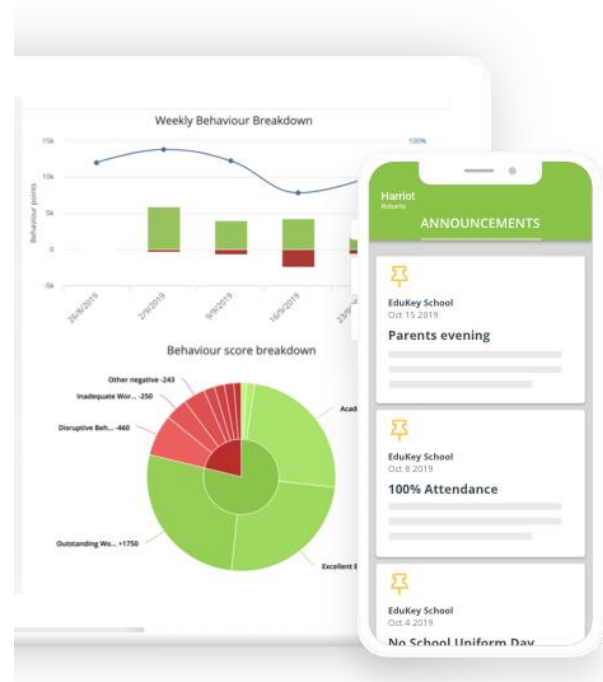 Weekly Behaviour Breakdown
100%
15k
10k
5k
0
-5k
Behaviour points
26/8/2019
2/9/2019
9/9/2019
16/9/2019
23/9/
Behaviour score breakdown
Other negative -243
Inadequate Wor... -250
Disruptive Beh... -460
Acad
Outstanding Wo... +1750
Excellent E
Harriot
Roberts
ANNOUNCEMENTS
EduKey School
Oct 15 2019
Parents evening
EduKey School
Oct 8 2019
100% Attendance
EduKey School
Oct 4 2019
No School Uniform Day